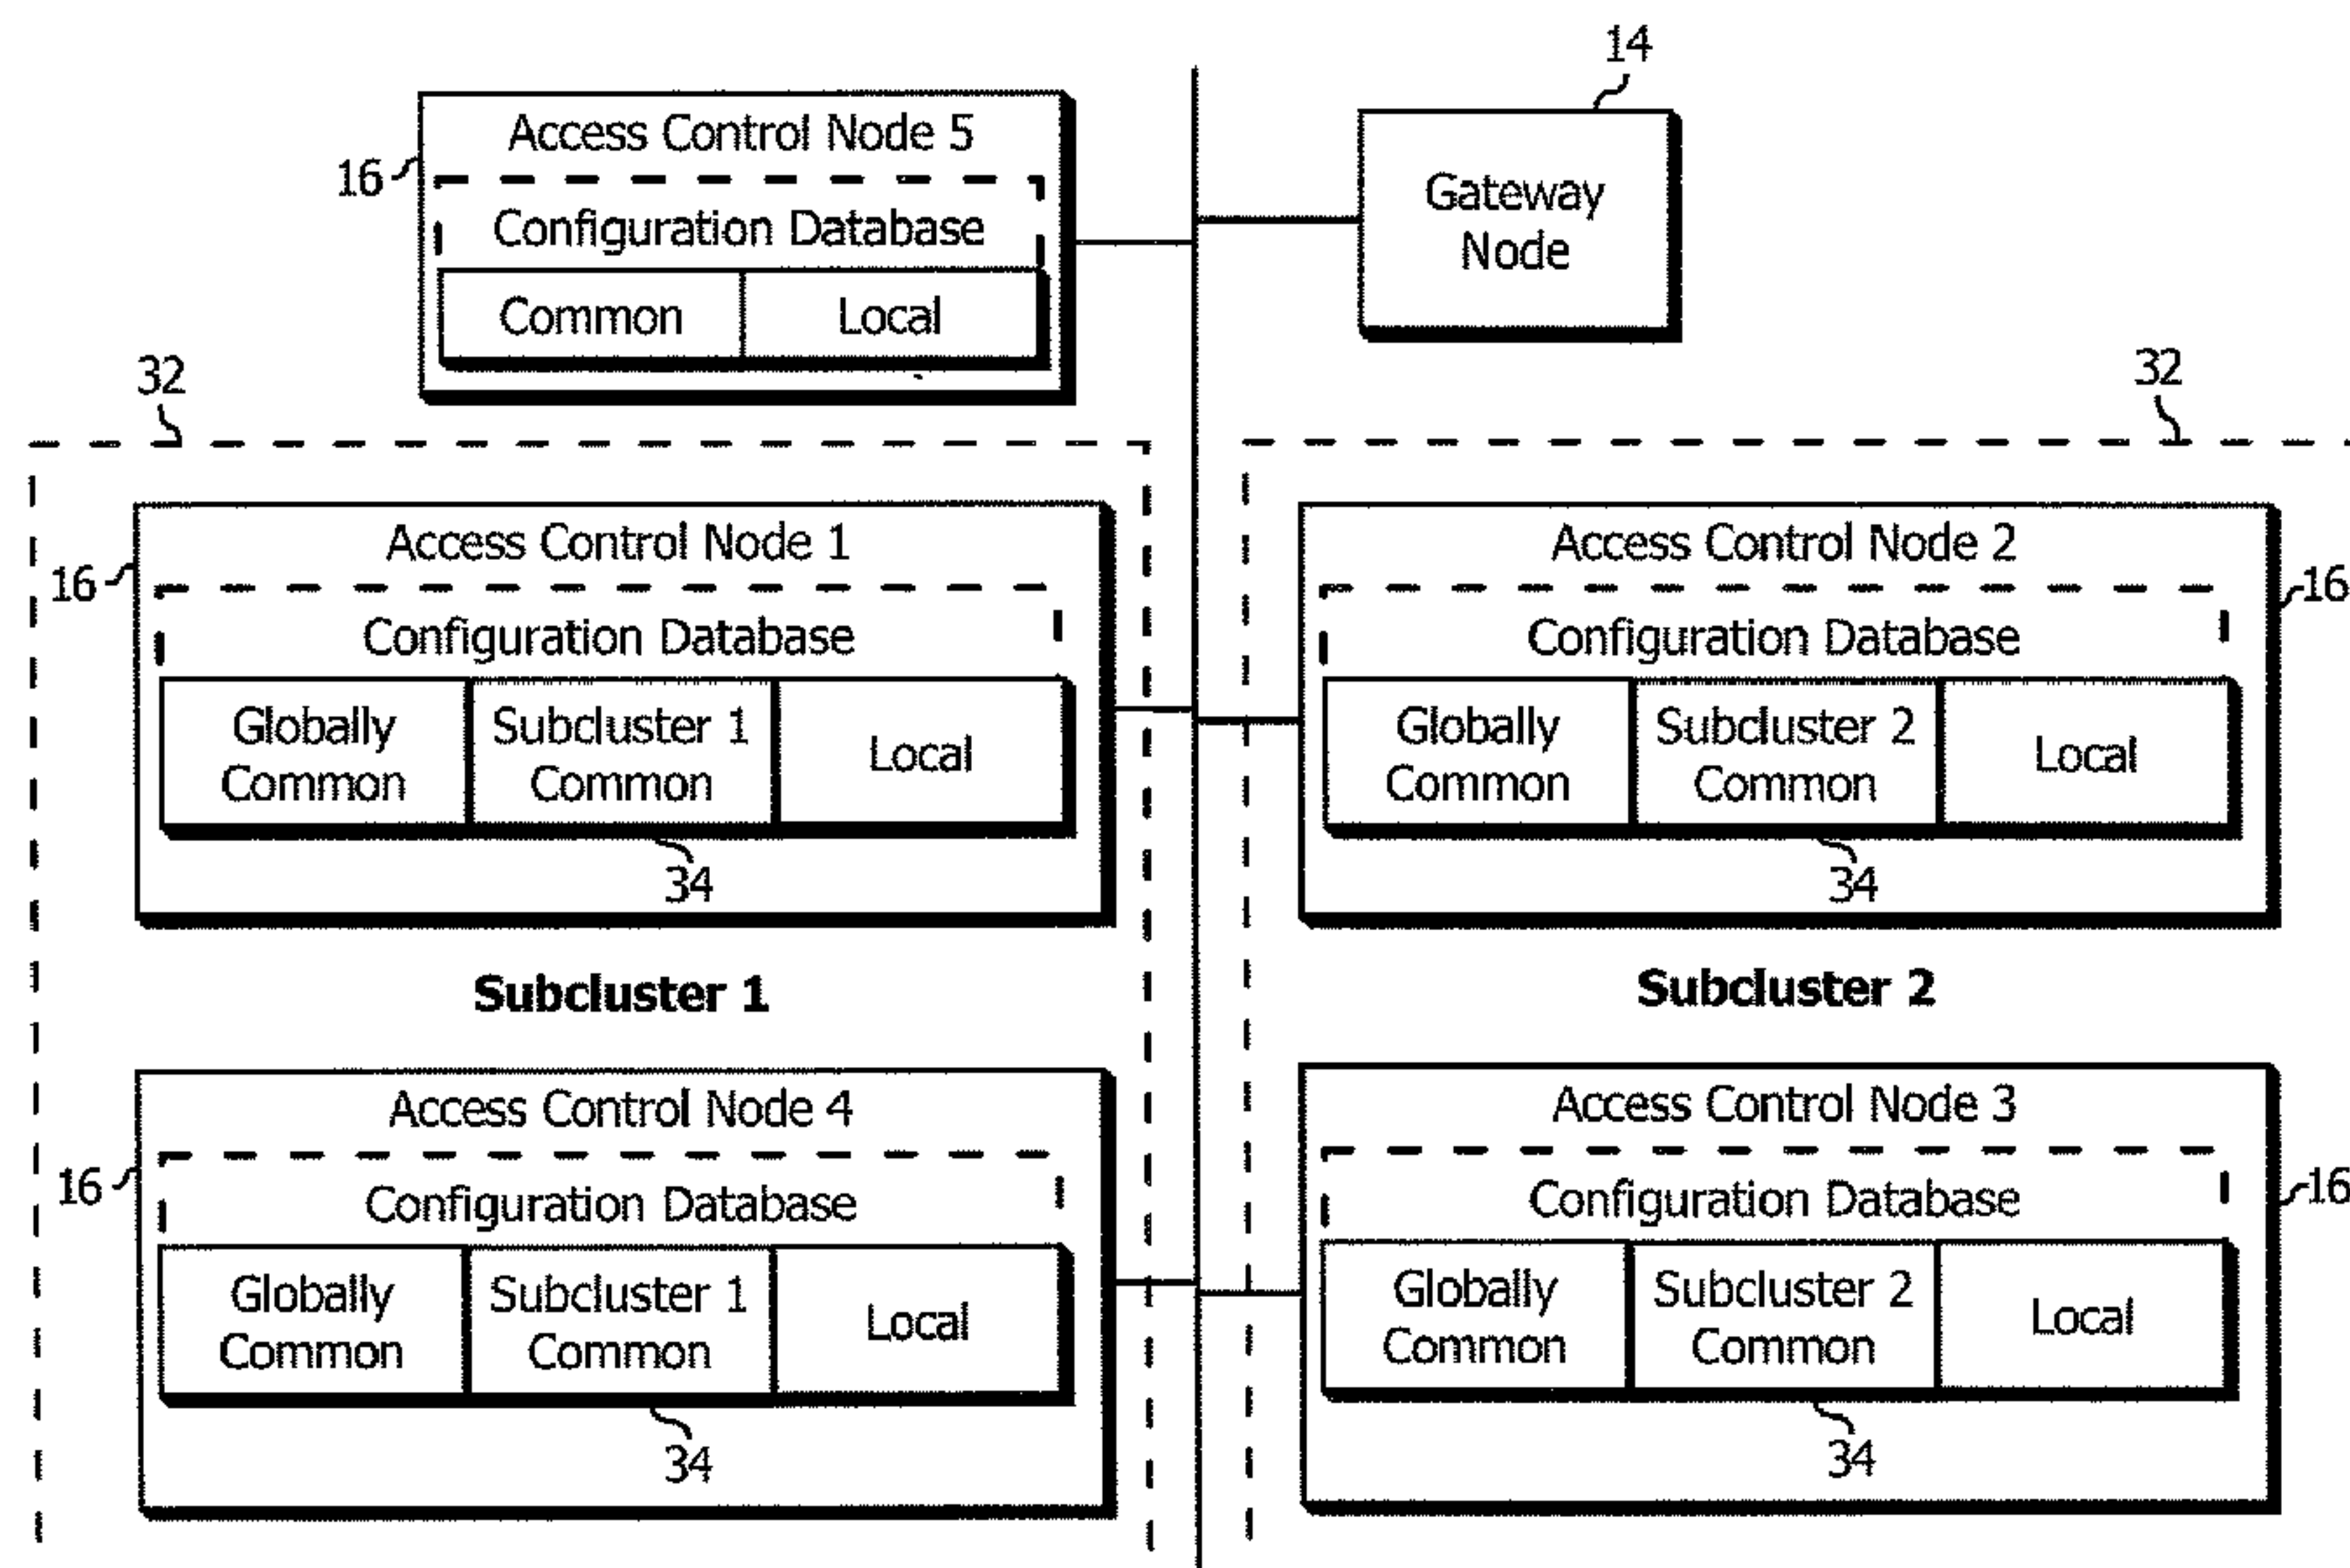 14
Access Control Node 5
16
Configuration Database
Common
Local
Gateway
Node
32
32
Access Control Node 1
16
Configuration Database
Globally
Common
Subcluster 1
Common
Local
34
Access Control Node 2
16
Configuration Database
Globally
Common
Subcluster 2
Common
Local
34
Subcluster 1
Subcluster 2
Access Control Node 4
16
Configuration Database
Globally
Common
Subcluster 1
Common
Local
34
Access Control Node 3
16
Configuration Database
Globally
Common
Subcluster 2
Common
Local
34